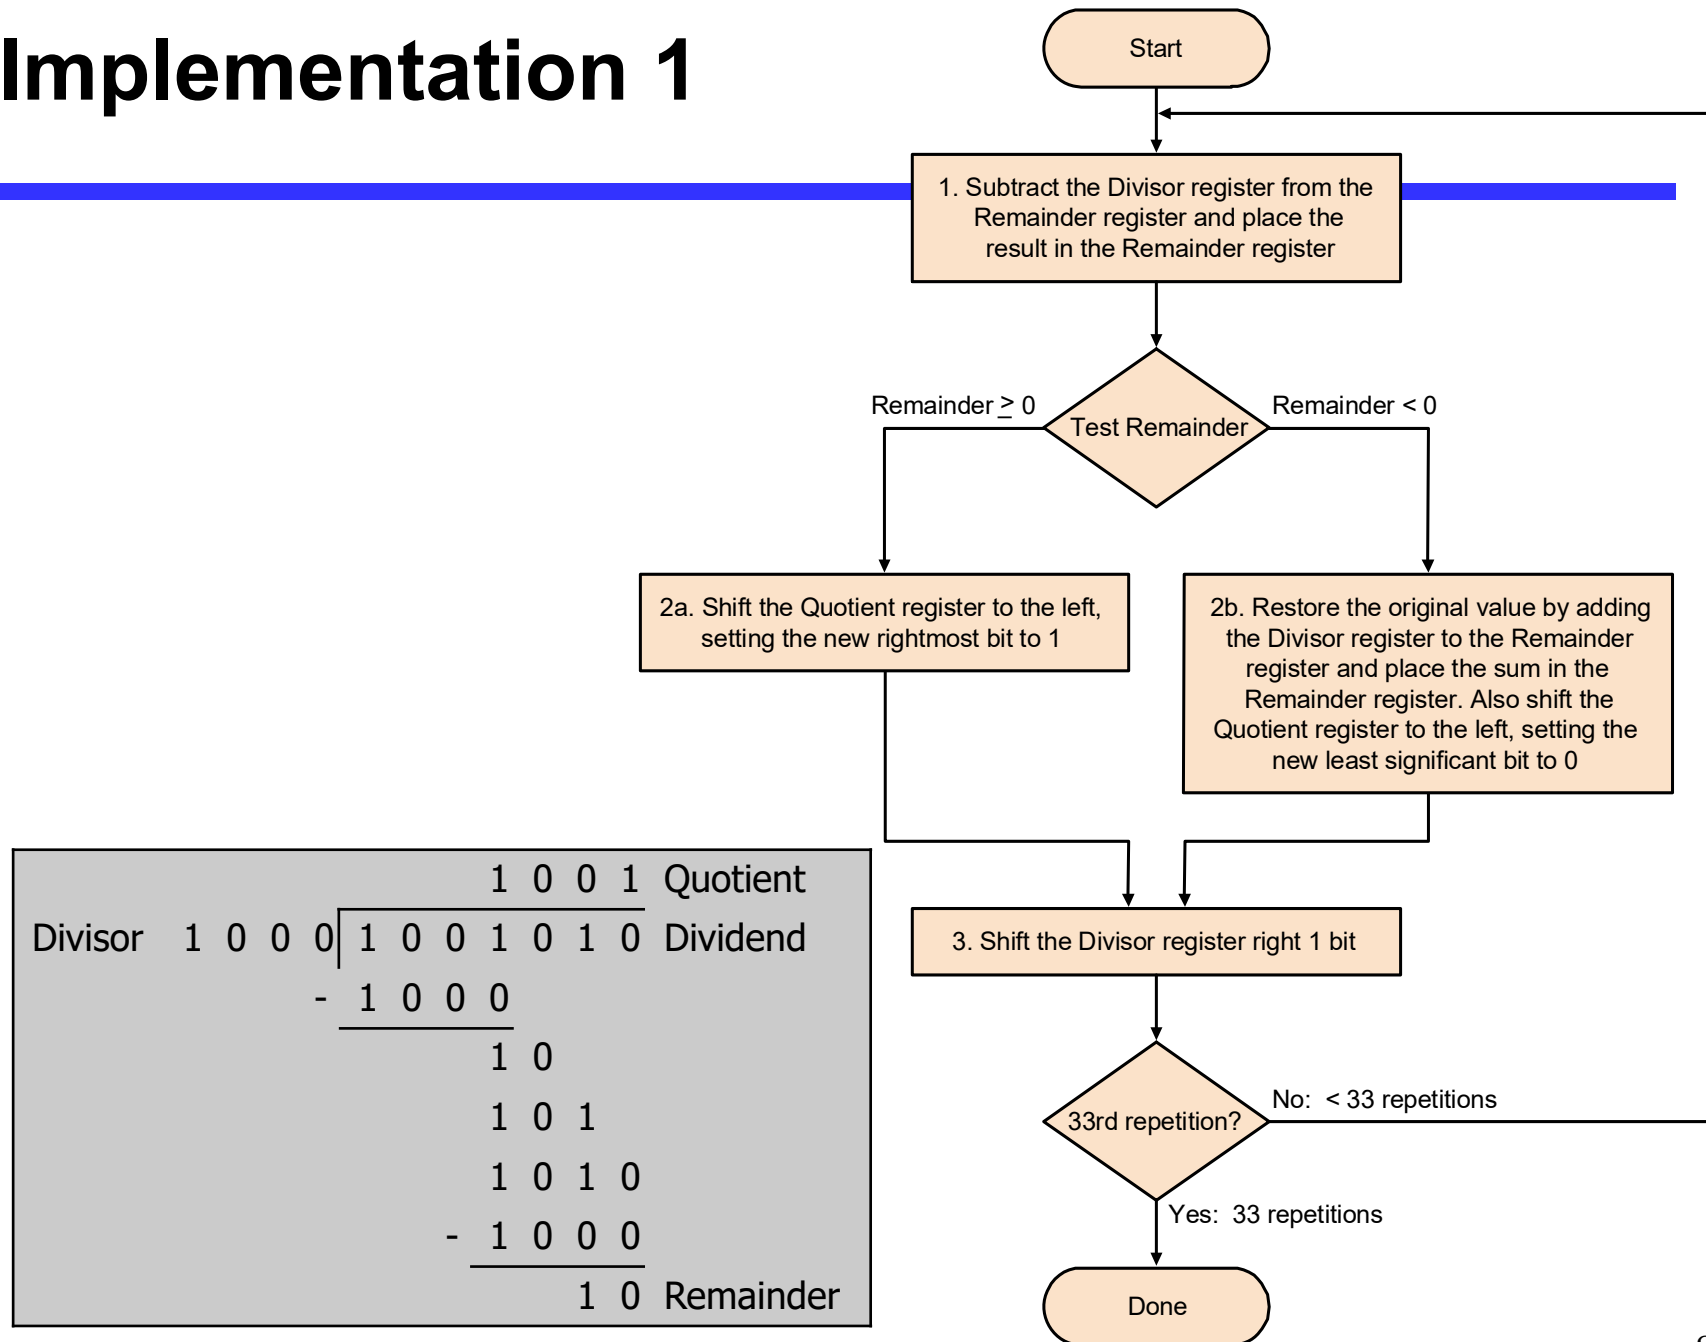 Implementation 1
Start
1. Subtract the Divisor register from the
Remainder register and place the
result in the Remainder register
Remainder ≥ 0
Test Remainder
Remainder < 0
2a. Shift the Quotient register to the left,
setting the new rightmost bit to 1
2b. Restore the original value by adding
the Divisor register to the Remainder
register and place the sum in the
Remainder register. Also shift the
Quotient register to the left, setting the
new least significant bit to 0
3. Shift the Divisor register right 1 bit
33rd repetition?
No: < 33 repetitions
Yes: 33 repetitions
Done
1 0 0 1 Quotient
Divisor 1 0 0 0 1 0 0 1 0 1 0 Dividend
- 1 0 0 0
1 0
1 0 1
1 0 1 0
- 1 0 0 0
1 0 Remainder